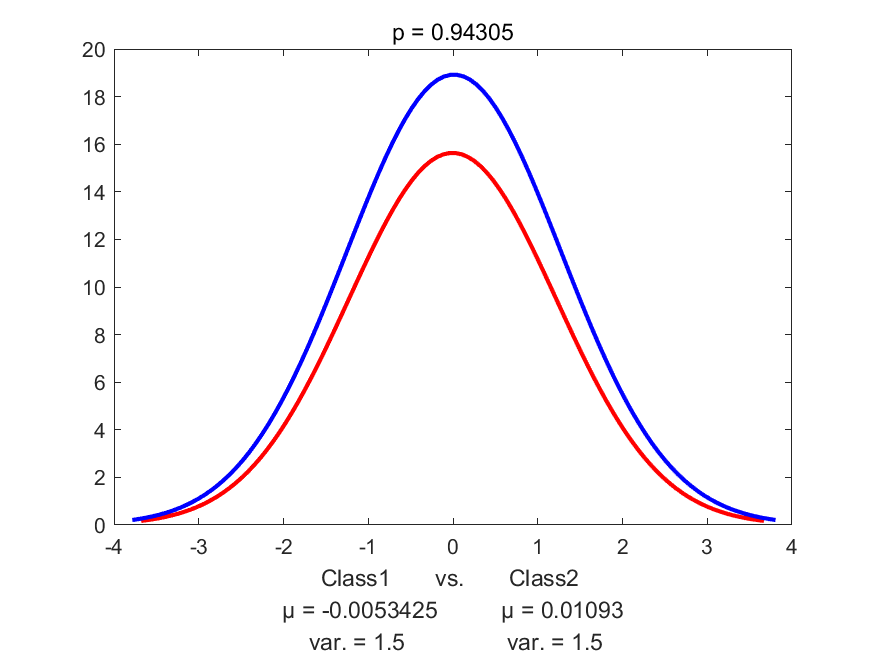 p = 0.94305
20
18
16
14
12
10
8
6
4
2
0
-4 -3 -2 -1 0 1 2 3 4
Class1 vs. Class2
μ = -0.0053425 μ = 0.01093
var. = 1.5 var. = 1.5